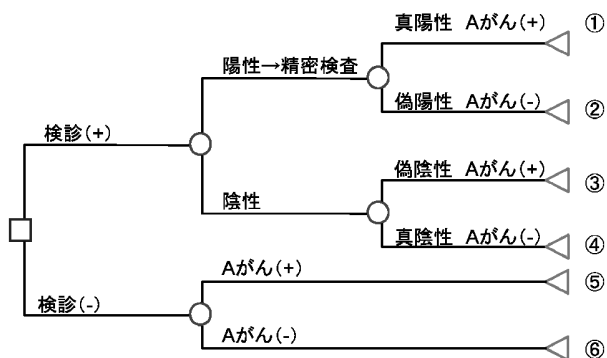 真陽性 Aがん(+) ①
陽性→精密検査
偽陽性 Aがん(-) ②
検診(+)
偽陰性 Aがん(+) ③
陰性
真陰性 Aがん(-) ④
Aがん(+) ⑤
検診(-)
Aがん(-) ⑥